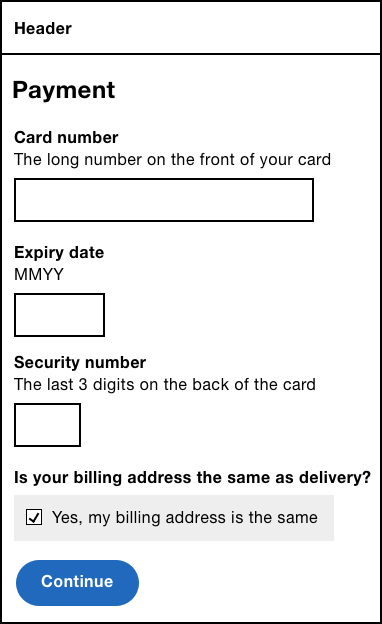 Header
Payment
Card number
The long number on the front of your card
Expiry date
MMYY
Security number
The last 3 digits on the back of the card
Is your billing address the same as delivery?
Yes, my billing address is the same
Continue